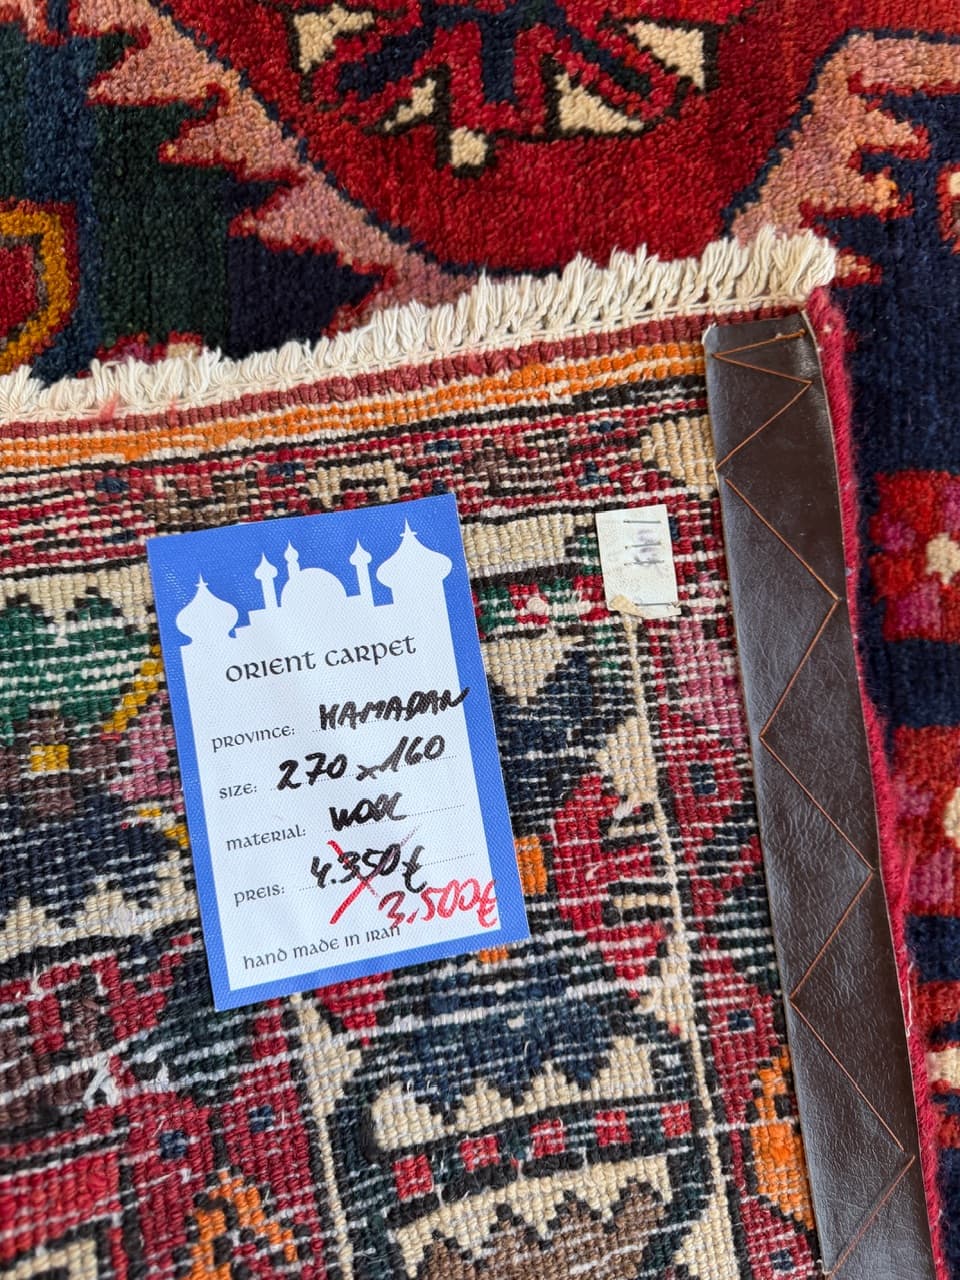 ORIENT CARPET
PROVINCE: HAMADAN
SIZE: 270 x 160
MATERIAL: WOOL
PREIS: 4.350 €
3.500€
HAND MADE IN IRAN